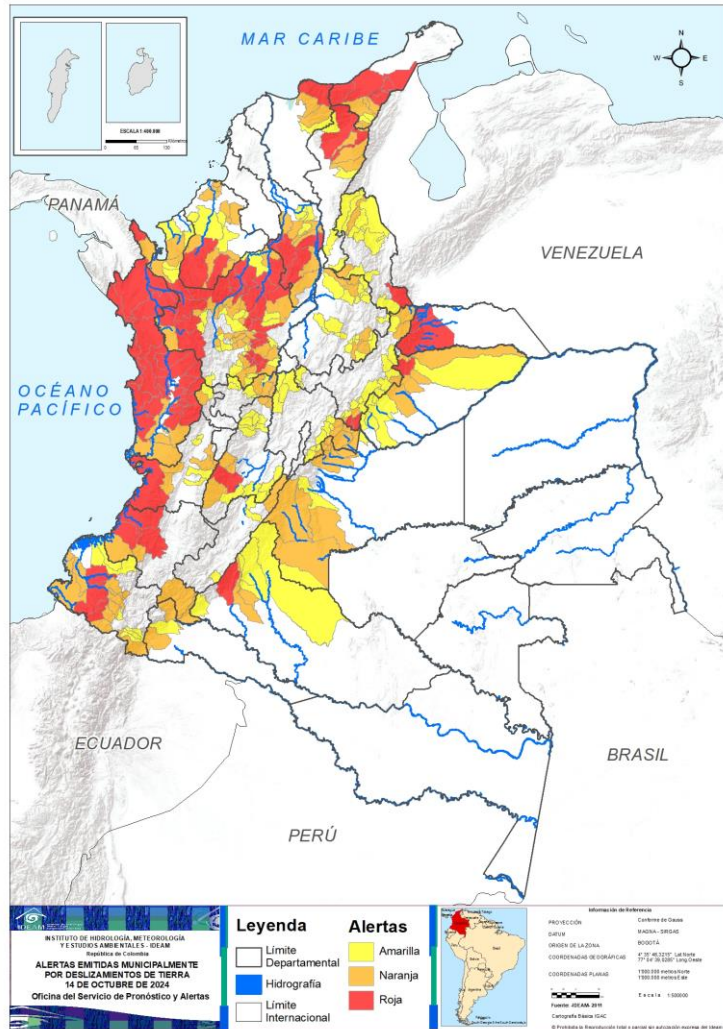 MAR CARIBE
N
W
E
S
ESCALA 1:400.000
PANAMÁ
VENEZUELA
OCÉANO
PACÍFICO
ECUADOR
BRASIL
PERÚ
IDEAM
INSTITUTO DE HIDROLOGÍA, METEOROLOGÍA
Y ESTUDIOS AMBIENTALES - IDEAM
República de Colombia
ALERTAS EMITIDAS MUNICIPALMENTE
POR DESLIZAMIENTOS DE TIERRA
14 DE OCTUBRE DE 2024
Oficina del Servicio de Pronóstico y Alertas
Leyenda
Límite
Departamental
Hidrografía
Límite
Internacional
Alertas
Amarilla
Naranja
Roja
Información de Referencia
PROYECCIÓN Conforme de Gauss
DATUM MAGNA - SIRGAS
ORIGEN DE LA ZONA BOGOTÁ
COORDENADAS GEOGRÁFICAS
COORDENADAS PLANAS
Escala
Fuente: IDEAM
Cartografía Básica IGAC